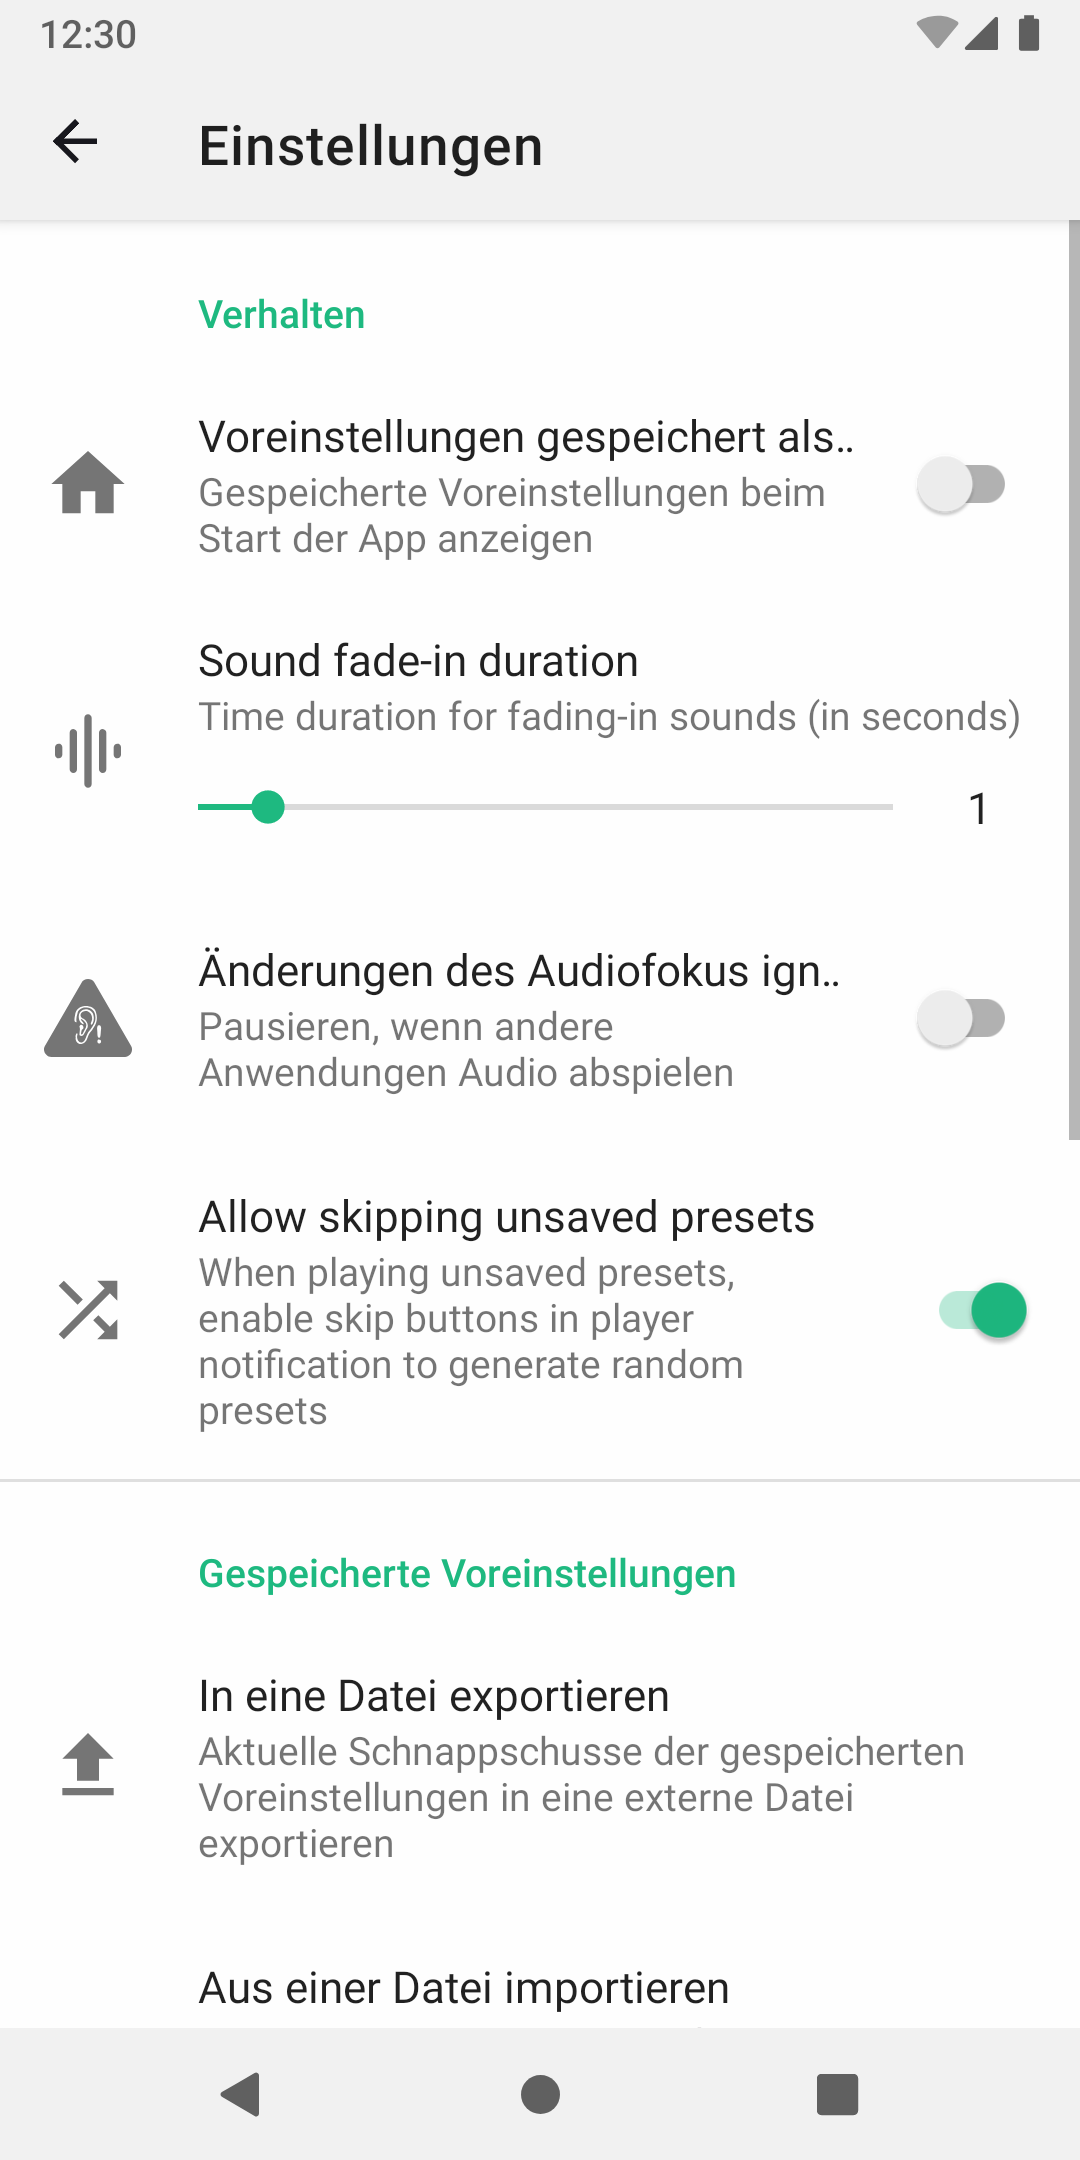 12:30
Einstellungen
Verhalten
Voreinstellungen gespeichert als..
Gespeicherte Voreinstellungen beim
Start der App anzeigen
Sound fade-in duration
Time duration for fading-in sounds (in seconds)
1
Änderungen des Audiofokus ign..
Pausieren, wenn andere
Anwendungen Audio abspielen
Allow skipping unsaved presets
When playing unsaved presets,
enable skip buttons in player
notification to generate random
presets
Gespeicherte Voreinstellungen
In eine Datei exportieren
Aktuelle Schnappschusse der gespeicherten
Voreinstellungen in eine externe Datei
exportieren
Aus einer Datei importieren